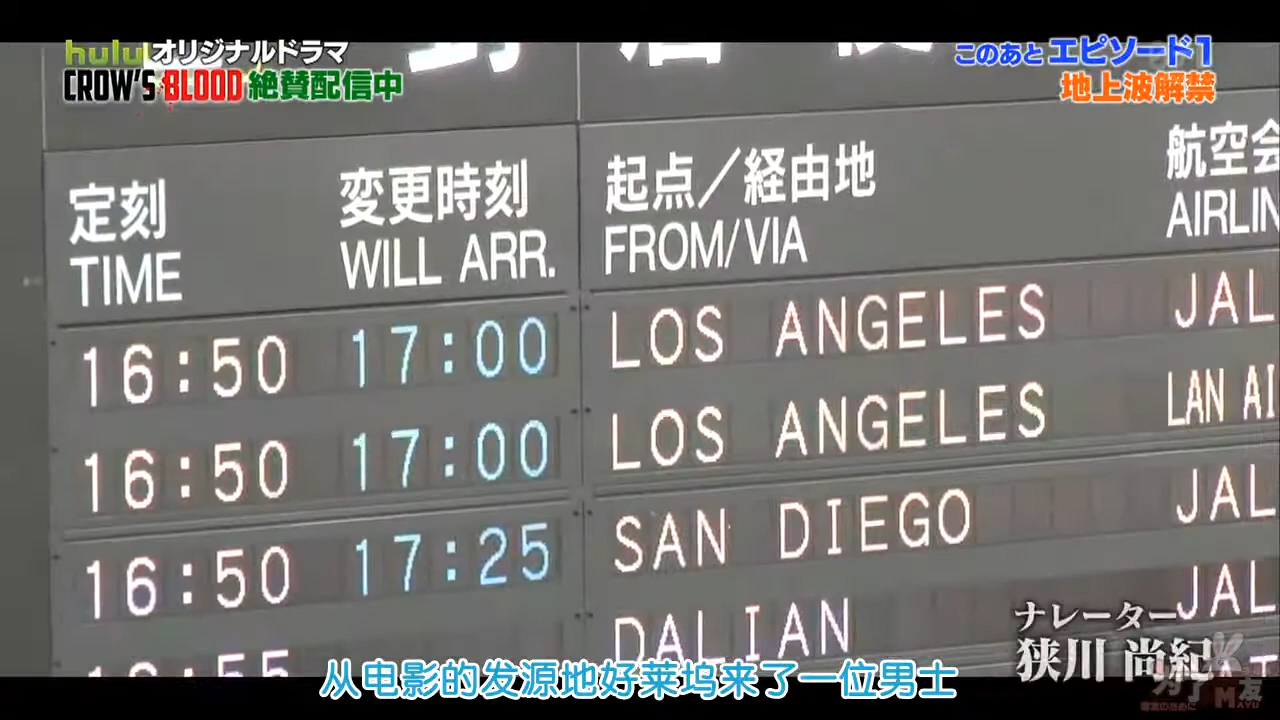 hulu オリジナルドラマ
CROW'S BLOOD 絶賛配信中
このあと エピソード1
地上波解禁
定刻 変更時刻 起点／経由地
TIME WILL ARR. FROM/VIA
16:50 17:00 LOS ANGELES JAL
16:50 17:00 LOS ANGELES LAN
16:50 17:25 SAN DIEGO JAL
DALIAN JAL
ナレーター
狭川 尚紀
从电影的发源地好莱坞来了一位男士